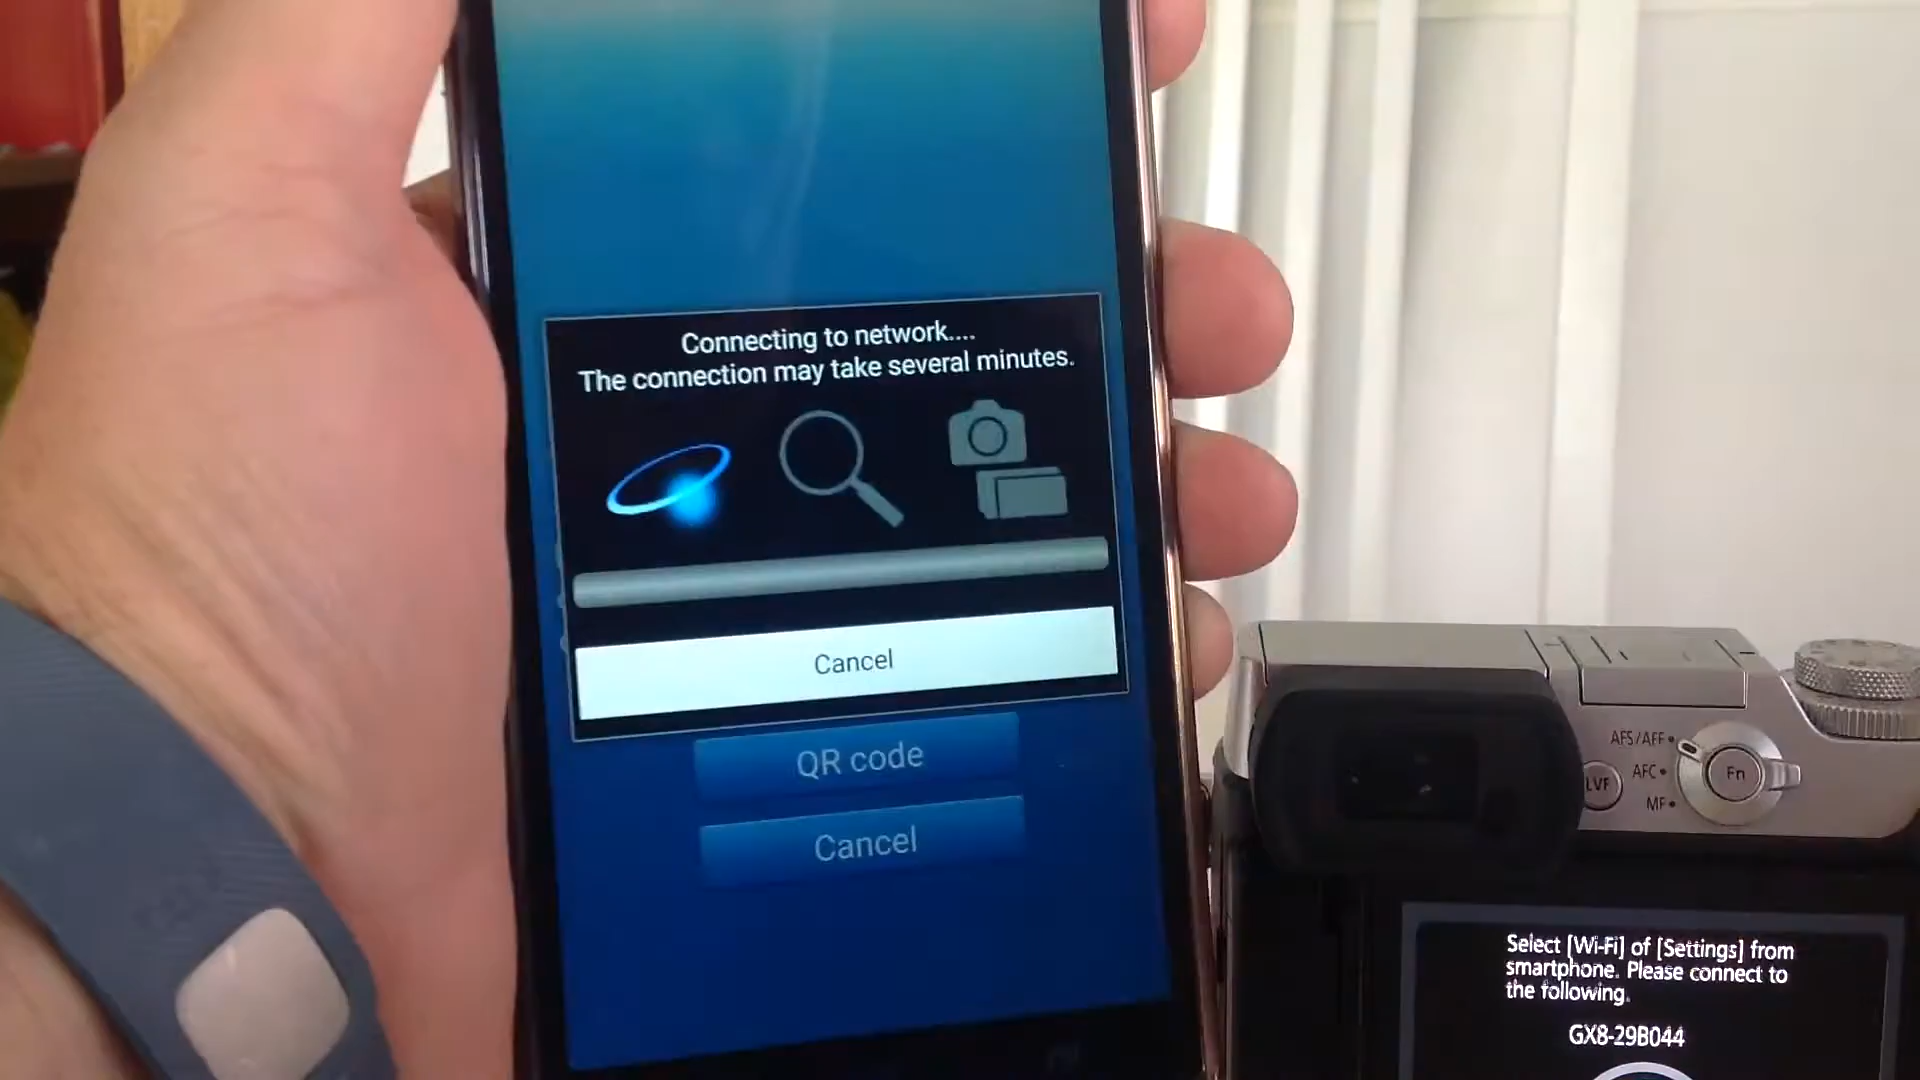 Connecting to network....
The connection may take several minutes.
Cancel
QR code
Cancel
AFS/AFF
AFC
MF
LVF
Fn
Select [Wi-Fi] of [Settings] from
smartphone. Please connect to
the following.
GX8-29B044